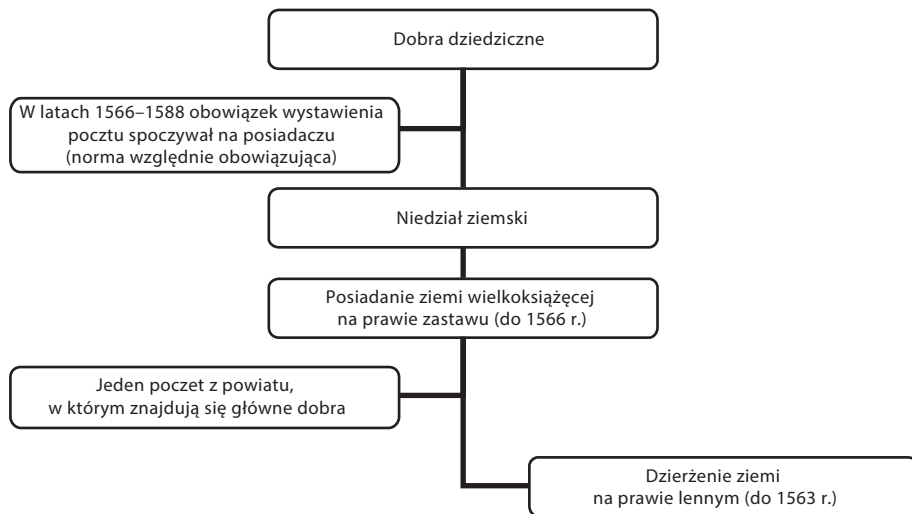 Dobra dziedziczne
W latach 1566–1588 obowiązek wystawienia
pocztu spoczywał na posiadaczu
(norma względnie obowiązująca)
Niedział ziemski
Posiadanie ziemi wielkoksiążęcej
na prawie zastawu (do 1566 r.)
Jeden poczet z powiatu,
w którym znajdują się główne dobra
Dzierżenie ziemi
na prawie lennym (do 1563 r.)